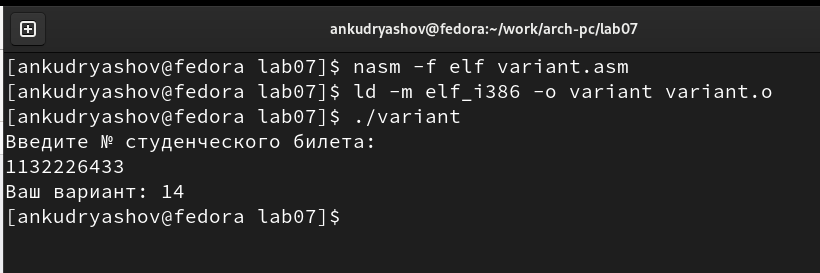 ankudryashov@fedora:~/work/arch-pc/lab07
[ankudryashov@fedora lab07]$ nasm -f elf variant.asm
[ankudryashov@fedora lab07]$ ld -m elf_i386 -o variant variant.o
[ankudryashov@fedora lab07]$ ./variant
Введите № студенческого билета:
1132226433
Ваш вариант: 14
[ankudryashov@fedora lab07]$